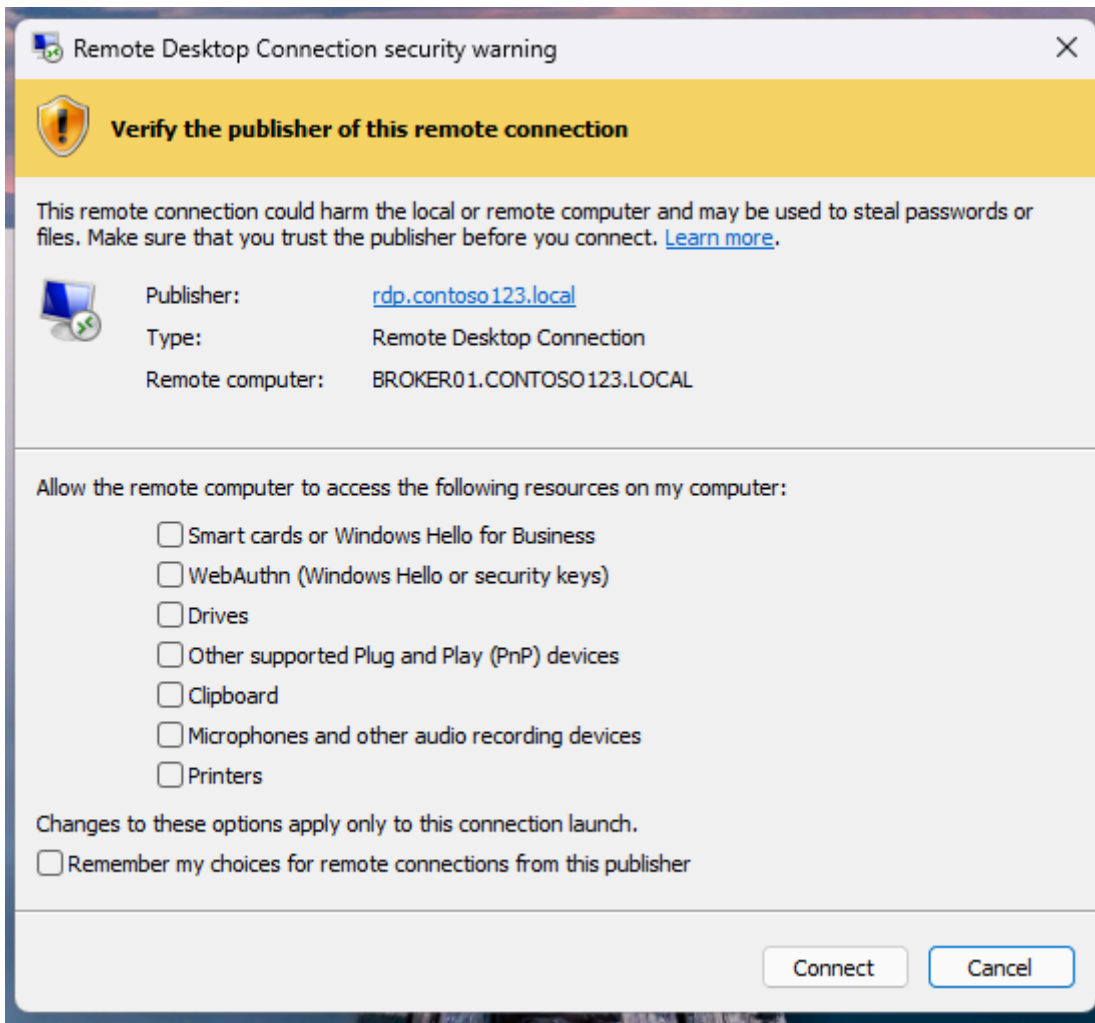 Remote Desktop Connection security warning
Verify the publisher of this remote connection
This remote connection could harm the local or remote computer and may be used to steal passwords or
files. Make sure that you trust the publisher before you connect. Learn more.
Publisher: rdp.contoso123.local
Type: Remote Desktop Connection
Remote computer: BROKER01.CONTOSO123.LOCAL
Allow the remote computer to access the following resources on my computer:
Smart cards or Windows Hello for Business
WebAuthn (Windows Hello or security keys)
Drives
Other supported Plug and Play (PnP) devices
Clipboard
Microphones and other audio recording devices
Printers
Changes to these options apply only to this connection launch.
Remember my choices for remote connections from this publisher
Connect Cancel